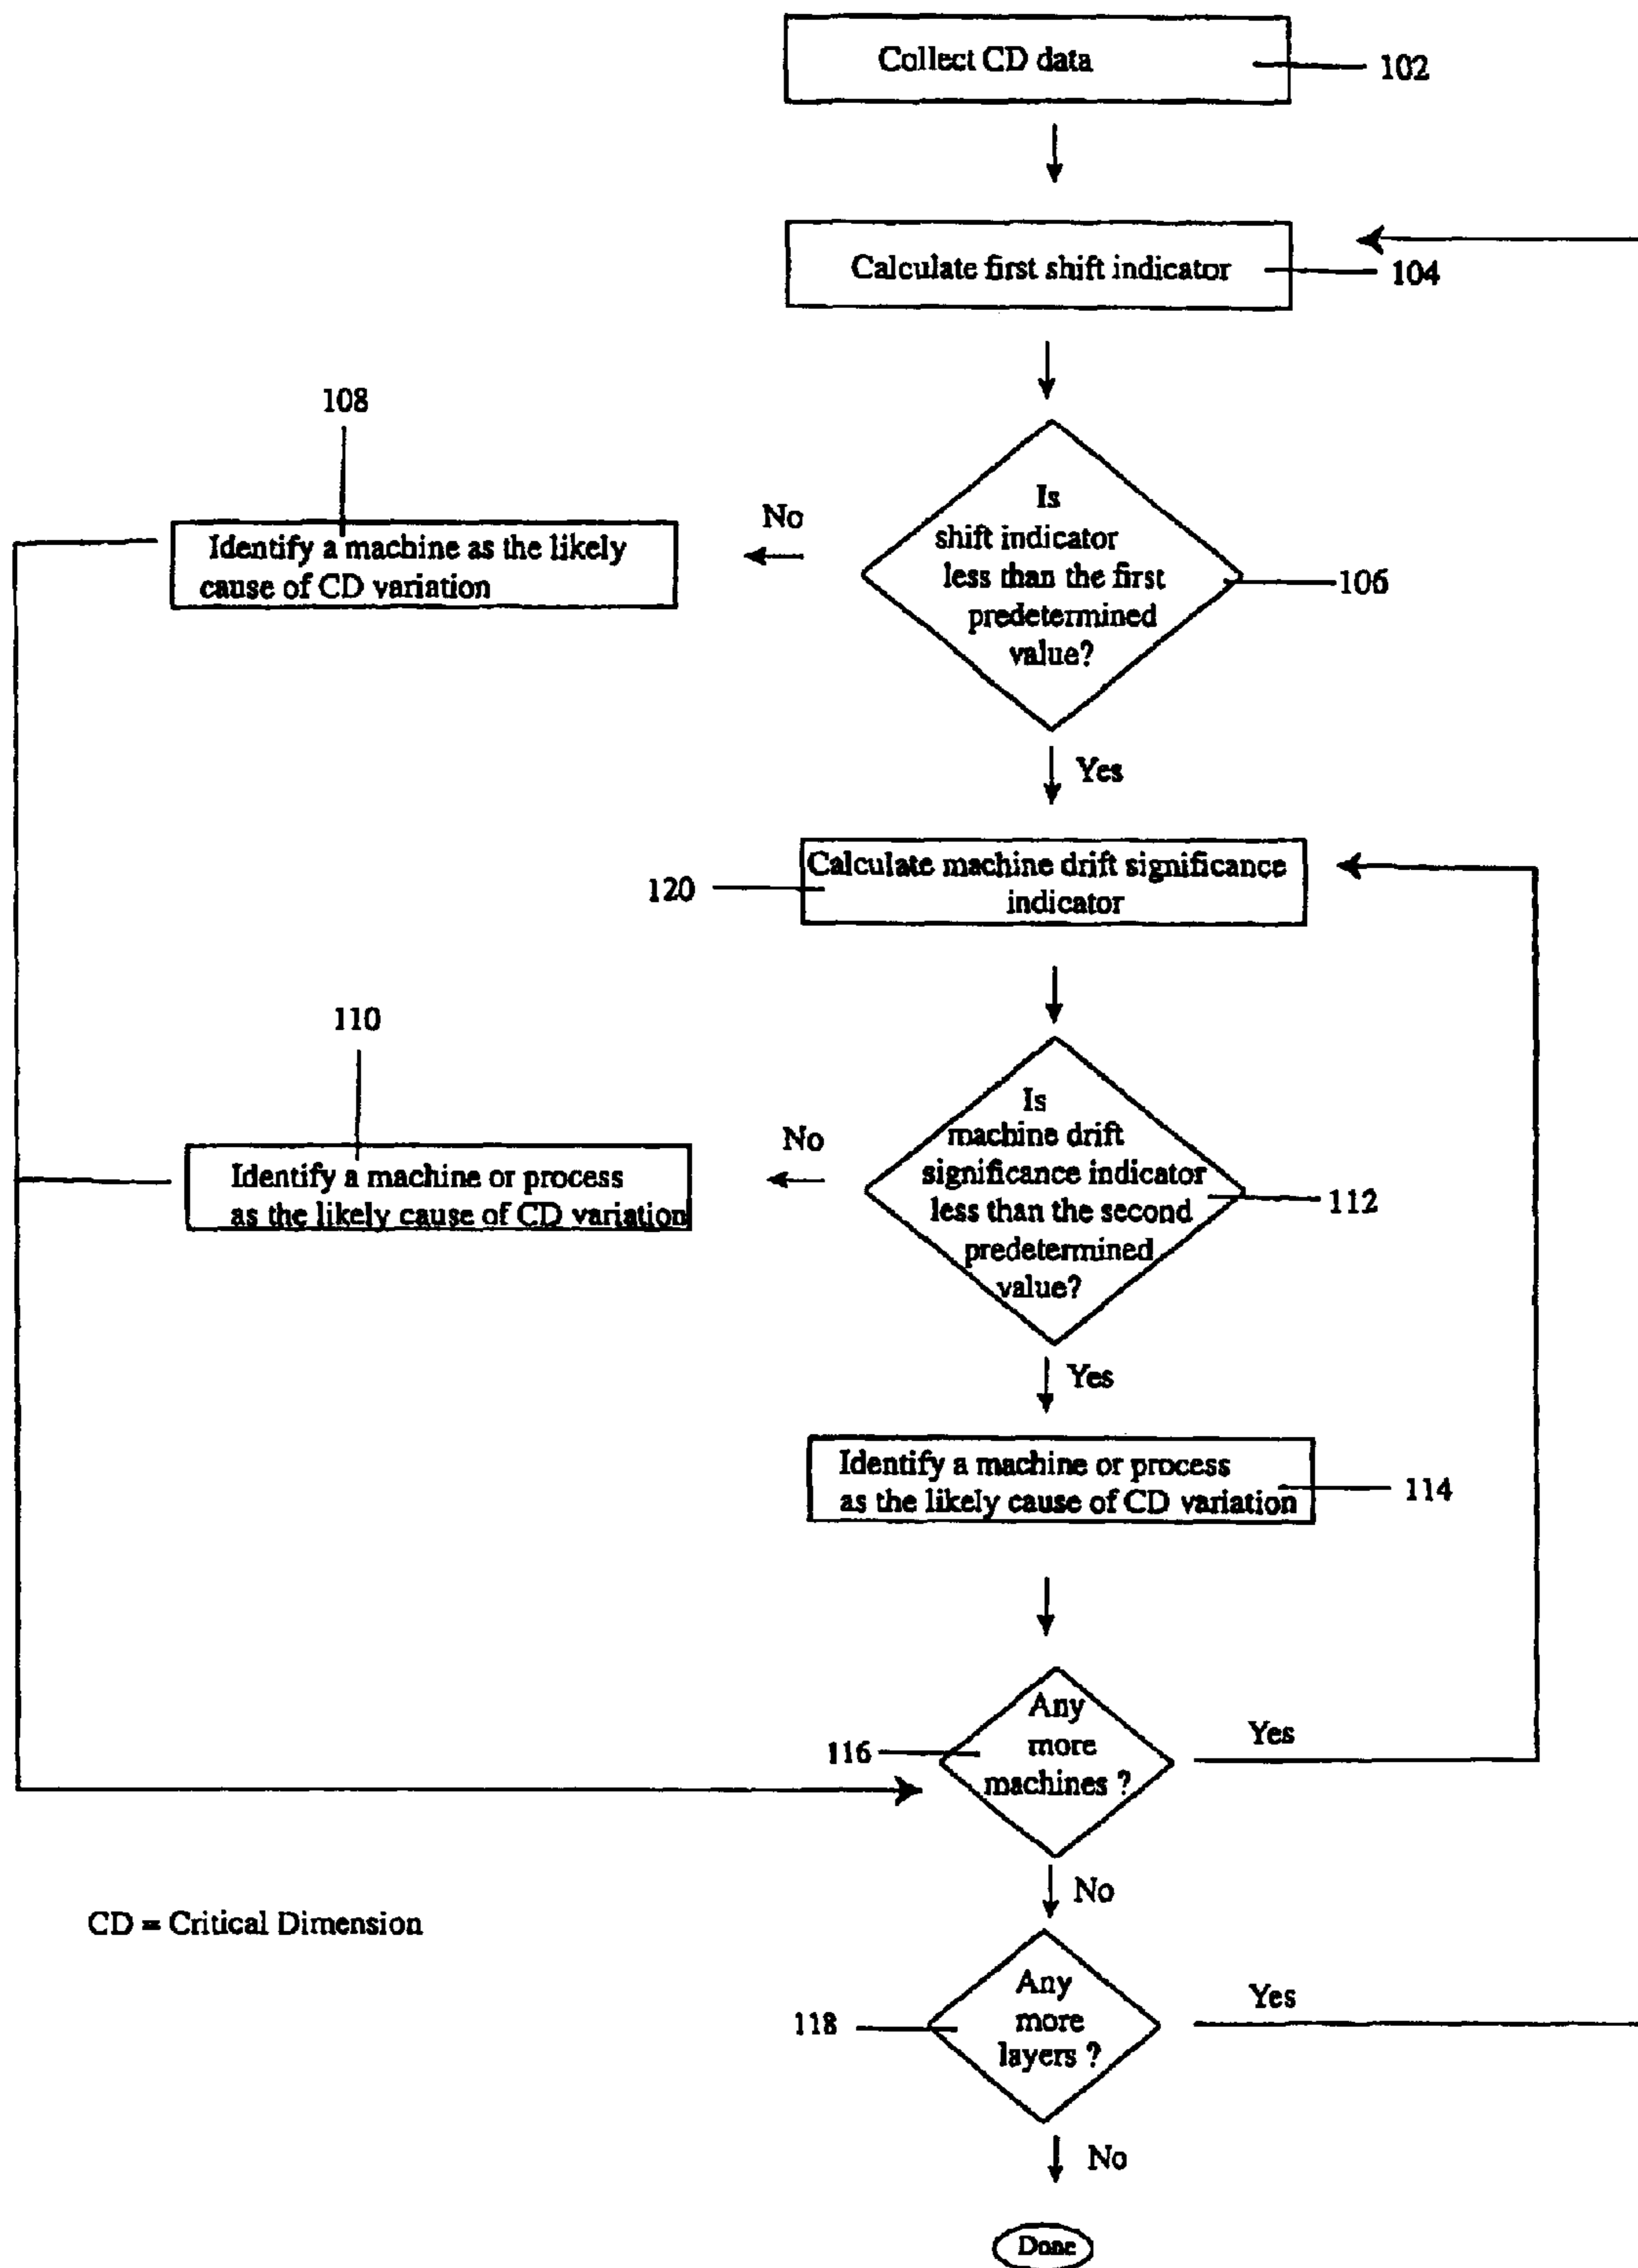 Collect CD data
102
Calculate first shift indicator
104
108
Is
shift indicator
less than the first
predetermined
value?
106
No
Identify a machine as the likely
cause of CD variation
Yes
Calculate machine drift significance
indicator
120
110
Is
machine drift
significance indicator
less than the second
predetermined
value?
112
No
Identify a machine or process
as the likely cause of CD variation
Yes
Identify a machine or process
as the likely cause of CD variation
114
Any
more
machines ?
116
Yes
No
CD = Critical Dimension
Any
more
layers ?
118
Yes
No
Done